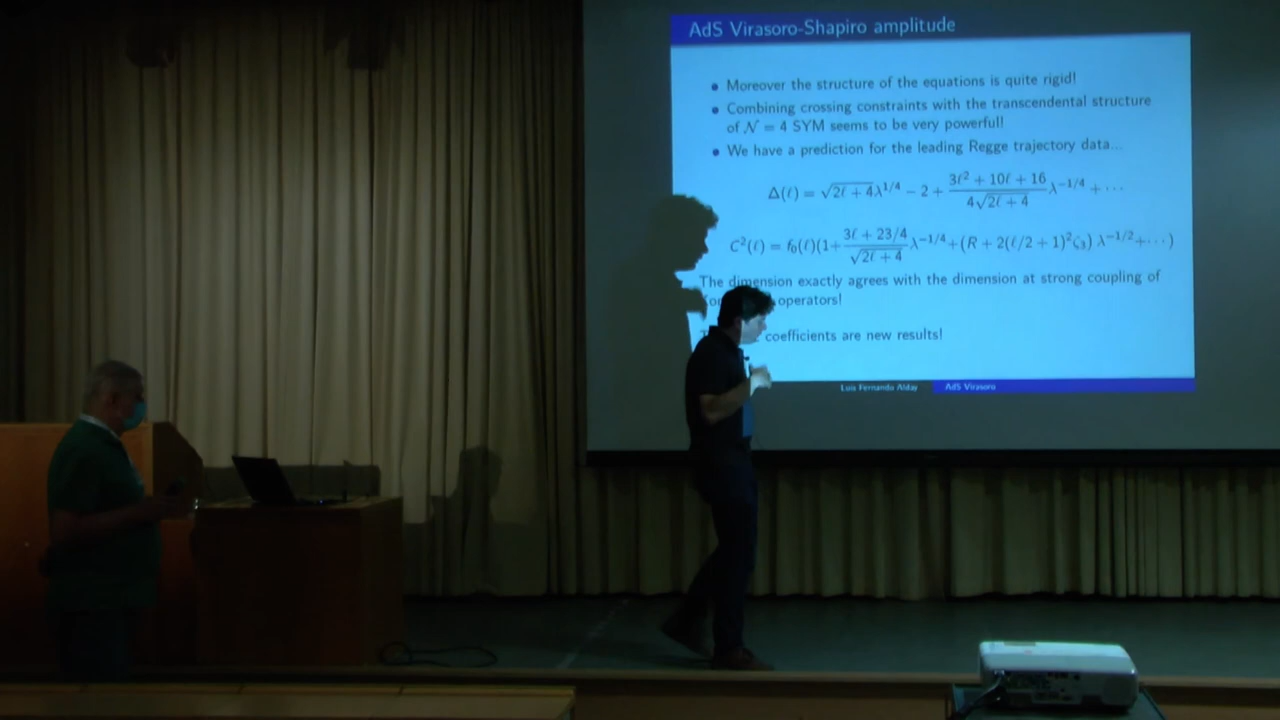 AdS Virasoro-Shapiro amplitude
• Moreover the structure of the equations is quite rigid!
• Combining crossing constraints with the transcendental structure
of 𝒩 = 4 SYM seems to be very powerful!
• We have a prediction for the leading Regge trajectory data...
Δ(ℓ) = √(2ℓ + 4)λ^{1/4} − 2 + (3ℓ² + 10ℓ + 16)/(4√(2ℓ + 4)) λ^{−1/4} + ⋯
C²(ℓ) = f₀(ℓ)(1+ (3ℓ + 23/4)/√(2ℓ + 4) λ^{−1/4}+(R + 2(ℓ/2 + 1)²ζ₃) λ^{−1/2}+⋯)
The dimension exactly agrees with the dimension at strong coupling of
operators!
coefficients are new results!
Luis Fernando Alday AdS Virasoro